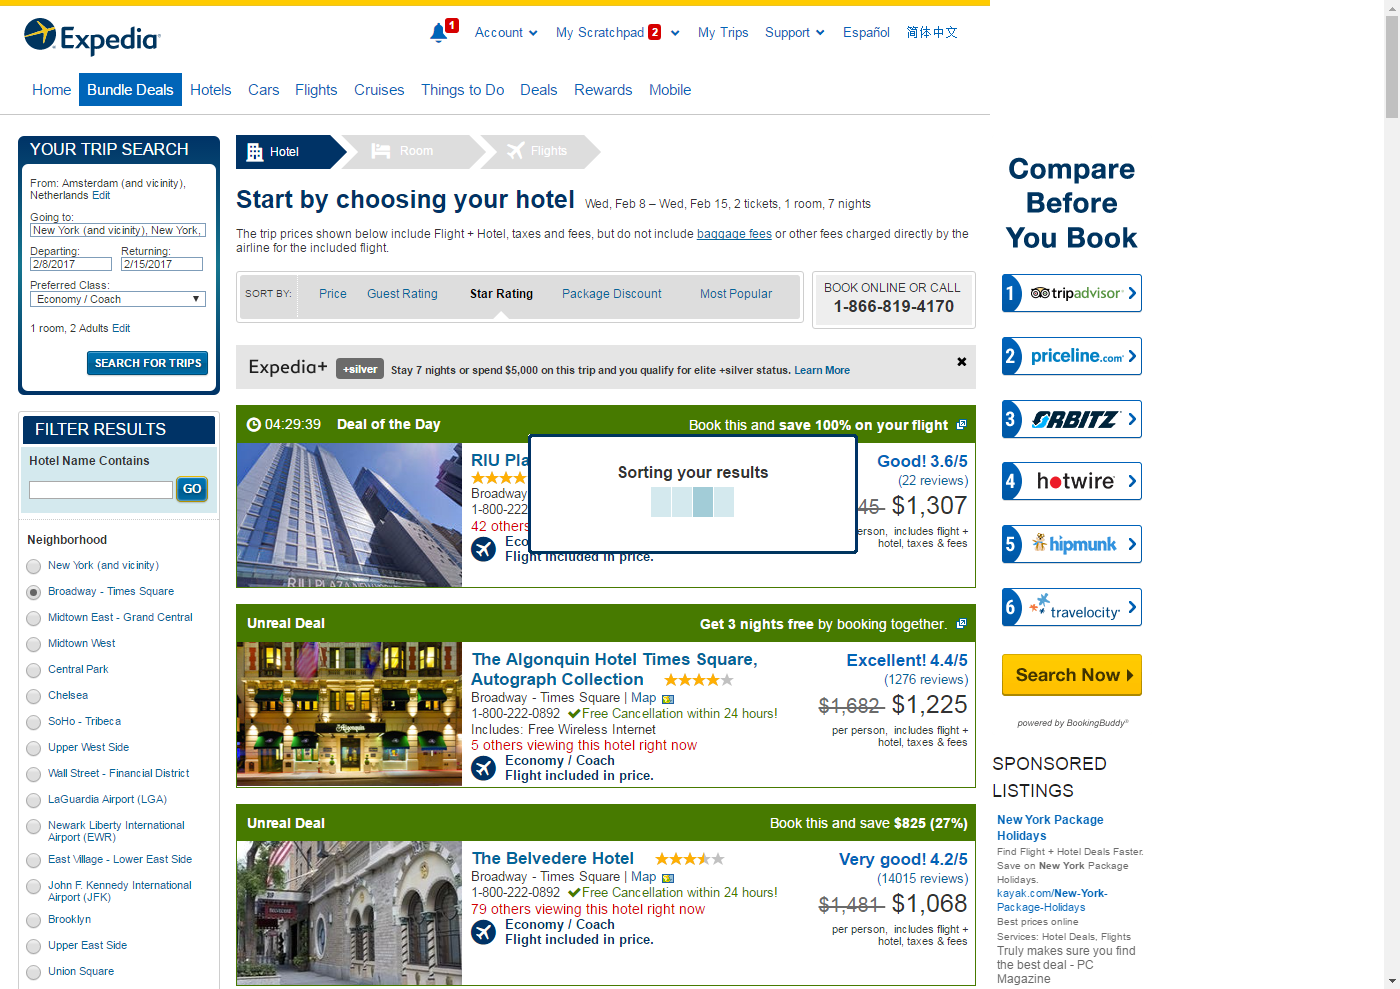 Expedia
1
Account
My Scratchpad 2
My Trips
Support
Español
简体中文
Home
Bundle Deals
Hotels
Cars
Flights
Cruises
Things to Do
Deals
Rewards
Mobile
YOUR TRIP SEARCH
From: Amsterdam (and vicinity),
Netherlands Edit
Going to:
New York (and vicinity), New York,
Departing:
Returning:
2/8/2017
2/15/2017
Preferred Class:
Economy / Coach
1 room, 2 Adults Edit
SEARCH FOR TRIPS
FILTER RESULTS
Hotel Name Contains
GO
Neighborhood
New York (and vicinity)
Broadway - Times Square
Midtown East - Grand Central
Midtown West
Central Park
Chelsea
SoHo - Tribeca
Upper West Side
Wall Street - Financial District
LaGuardia Airport (LGA)
Newark Liberty International
Airport (EWR)
East Village - Lower East Side
John F. Kennedy International
Airport (JFK)
Brooklyn
Upper East Side
Union Square
Hotel
Room
Flights
Start by choosing your hotel
Wed, Feb 8 – Wed, Feb 15, 2 tickets, 1 room, 7 nights
The trip prices shown below include Flight + Hotel, taxes and fees, but do not include baggage fees or other fees charged directly by the
airline for the included flight.
SORT BY:
Price
Guest Rating
Star Rating
Package Discount
Most Popular
BOOK ONLINE OR CALL
1-866-819-4170
Expedia+
+silver
Stay 7 nights or spend $5,000 on this trip and you qualify for elite +silver status. Learn More
04:29:39
Deal of the Day
Book this and save 100% on your flight
RIU Pla
Broadway
1-800-222
42 others
Eco
Flight included in price.
Sorting your results
Good! 3.6/5
(22 reviews)
45 $1,307
erson, includes flight +
hotel, taxes & fees
RIU PLAZA NEW
Unreal Deal
Get 3 nights free by booking together.
The Algonquin Hotel Times Square,
Autograph Collection
Broadway - Times Square | Map
1-800-222-0892
Free Cancellation within 24 hours!
Includes: Free Wireless Internet
5 others viewing this hotel right now
Economy / Coach
Flight included in price.
Excellent! 4.4/5
(1276 reviews)
$1,682 $1,225
per person, includes flight +
hotel, taxes & fees
Algonquin
Unreal Deal
Book this and save $825 (27%)
The Belvedere Hotel
Broadway - Times Square | Map
1-800-222-0892
Free Cancellation within 24 hours!
79 others viewing this hotel right now
Economy / Coach
Flight included in price.
Very good! 4.2/5
(14015 reviews)
$1,481 $1,068
per person, includes flight +
hotel, taxes & fees
BELVEDERE
Compare
Before
You Book
1 tripadvisor
2 priceline.com
3 ORBITZ
4 hotwire
5 hipmunk
6 travelocity
Search Now
powered by BookingBuddy
SPONSORED
LISTINGS
New York Package
Holidays
Find Flight + Hotel Deals Faster.
Save on New York Package
Holidays.
kayak.com/New-York-
Package-Holidays
Best prices online
Services: Hotel Deals, Flights
Truly makes sure you find
the best deal - PC
Magazine